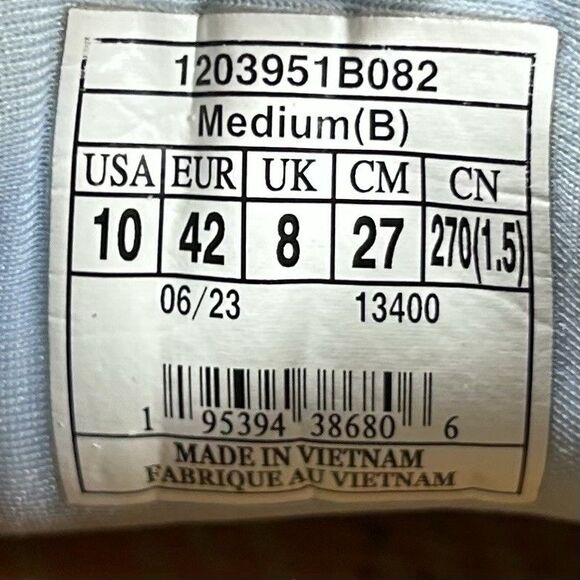 1203951B082
Medium(B)
USA EUR UK CM CN
10 42 8 27 270(1.5)
06/23 13400
1 95394 38680 6
MADE IN VIETNAM
FABRIQUE AU VIETNAM